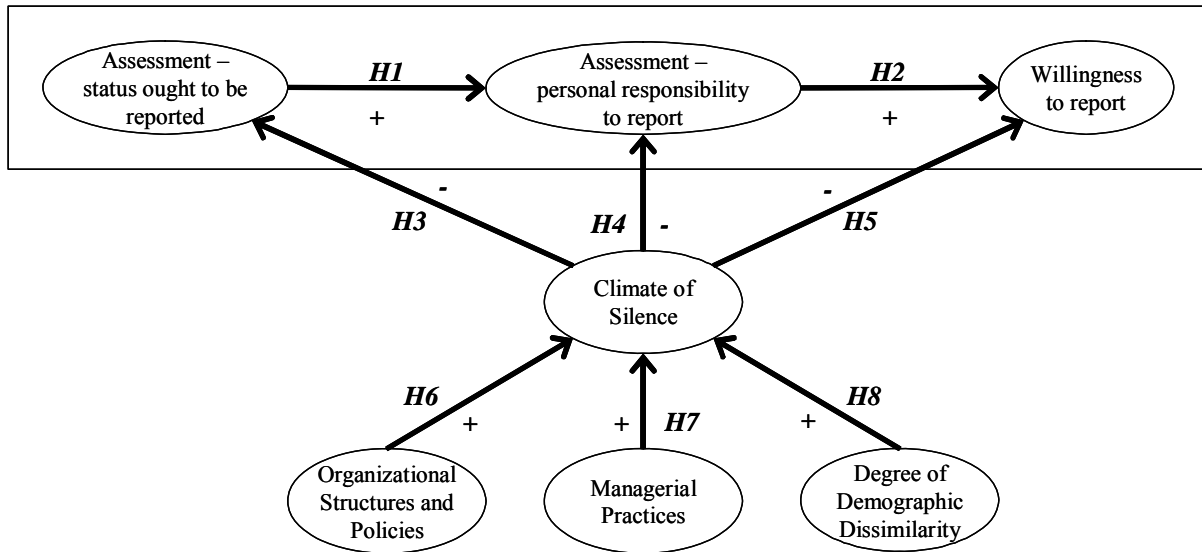 Assessment –
status ought to be
reported
H1
+
Assessment –
personal responsibility
to report
H2
+
Willingness
to report
-
H3
H4
-
-
H5
Climate of
Silence
H6
+
+
H7
H8
+
Organizational
Structures and
Policies
Managerial
Practices
Degree of
Demographic
Dissimilarity